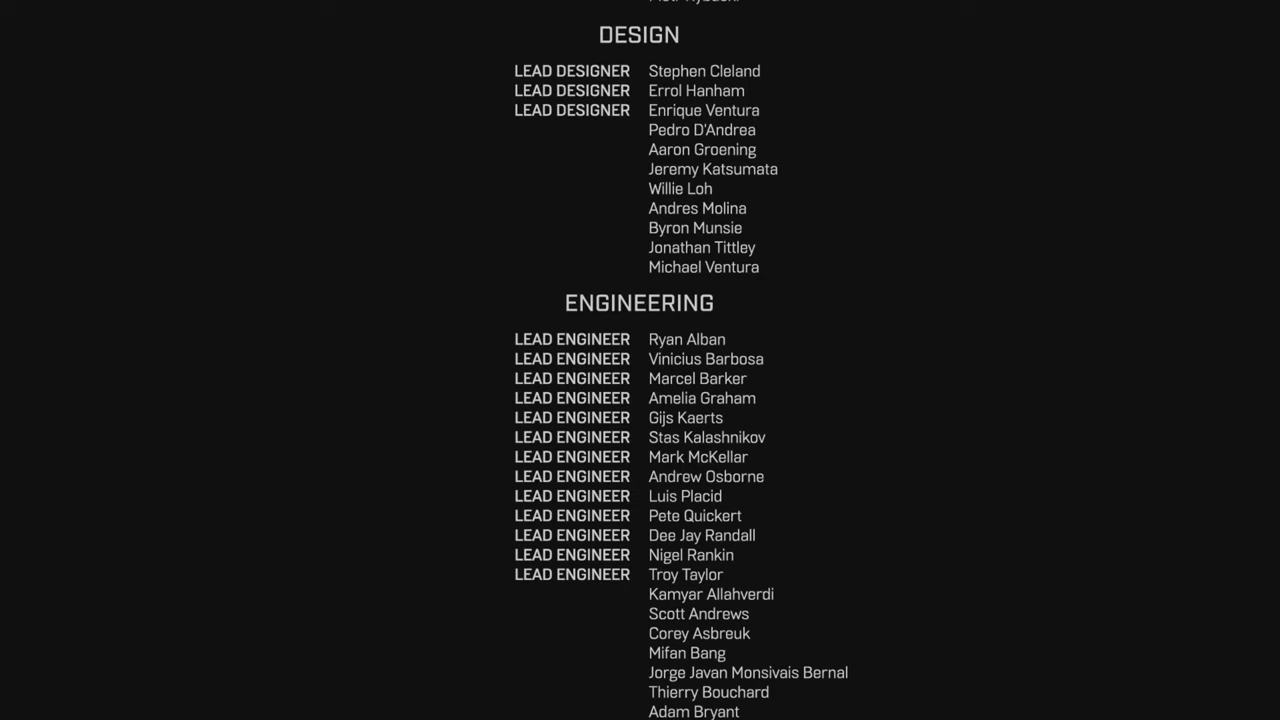 DESIGN
LEAD DESIGNER Stephen Cleland
LEAD DESIGNER Errol Hanham
LEAD DESIGNER Enrique Ventura
Pedro D'Andrea
Aaron Groening
Jeremy Katsumata
Willie Loh
Andres Molina
Byron Munsie
Jonathan Tittley
Michael Ventura
ENGINEERING
LEAD ENGINEER Ryan Alban
LEAD ENGINEER Vinicius Barbosa
LEAD ENGINEER Marcel Barker
LEAD ENGINEER Amelia Graham
LEAD ENGINEER Gijs Kaerts
LEAD ENGINEER Stas Kalashnikov
LEAD ENGINEER Mark McKellar
LEAD ENGINEER Andrew Osborne
LEAD ENGINEER Luis Placid
LEAD ENGINEER Pete Quickert
LEAD ENGINEER Dee Jay Randall
LEAD ENGINEER Nigel Rankin
LEAD ENGINEER Troy Taylor
Kamyar Allahverdi
Scott Andrews
Corey Asbreuk
Mifan Bang
Jorge Javan Monsivais Bernal
Thierry Bouchard
Adam Bryant